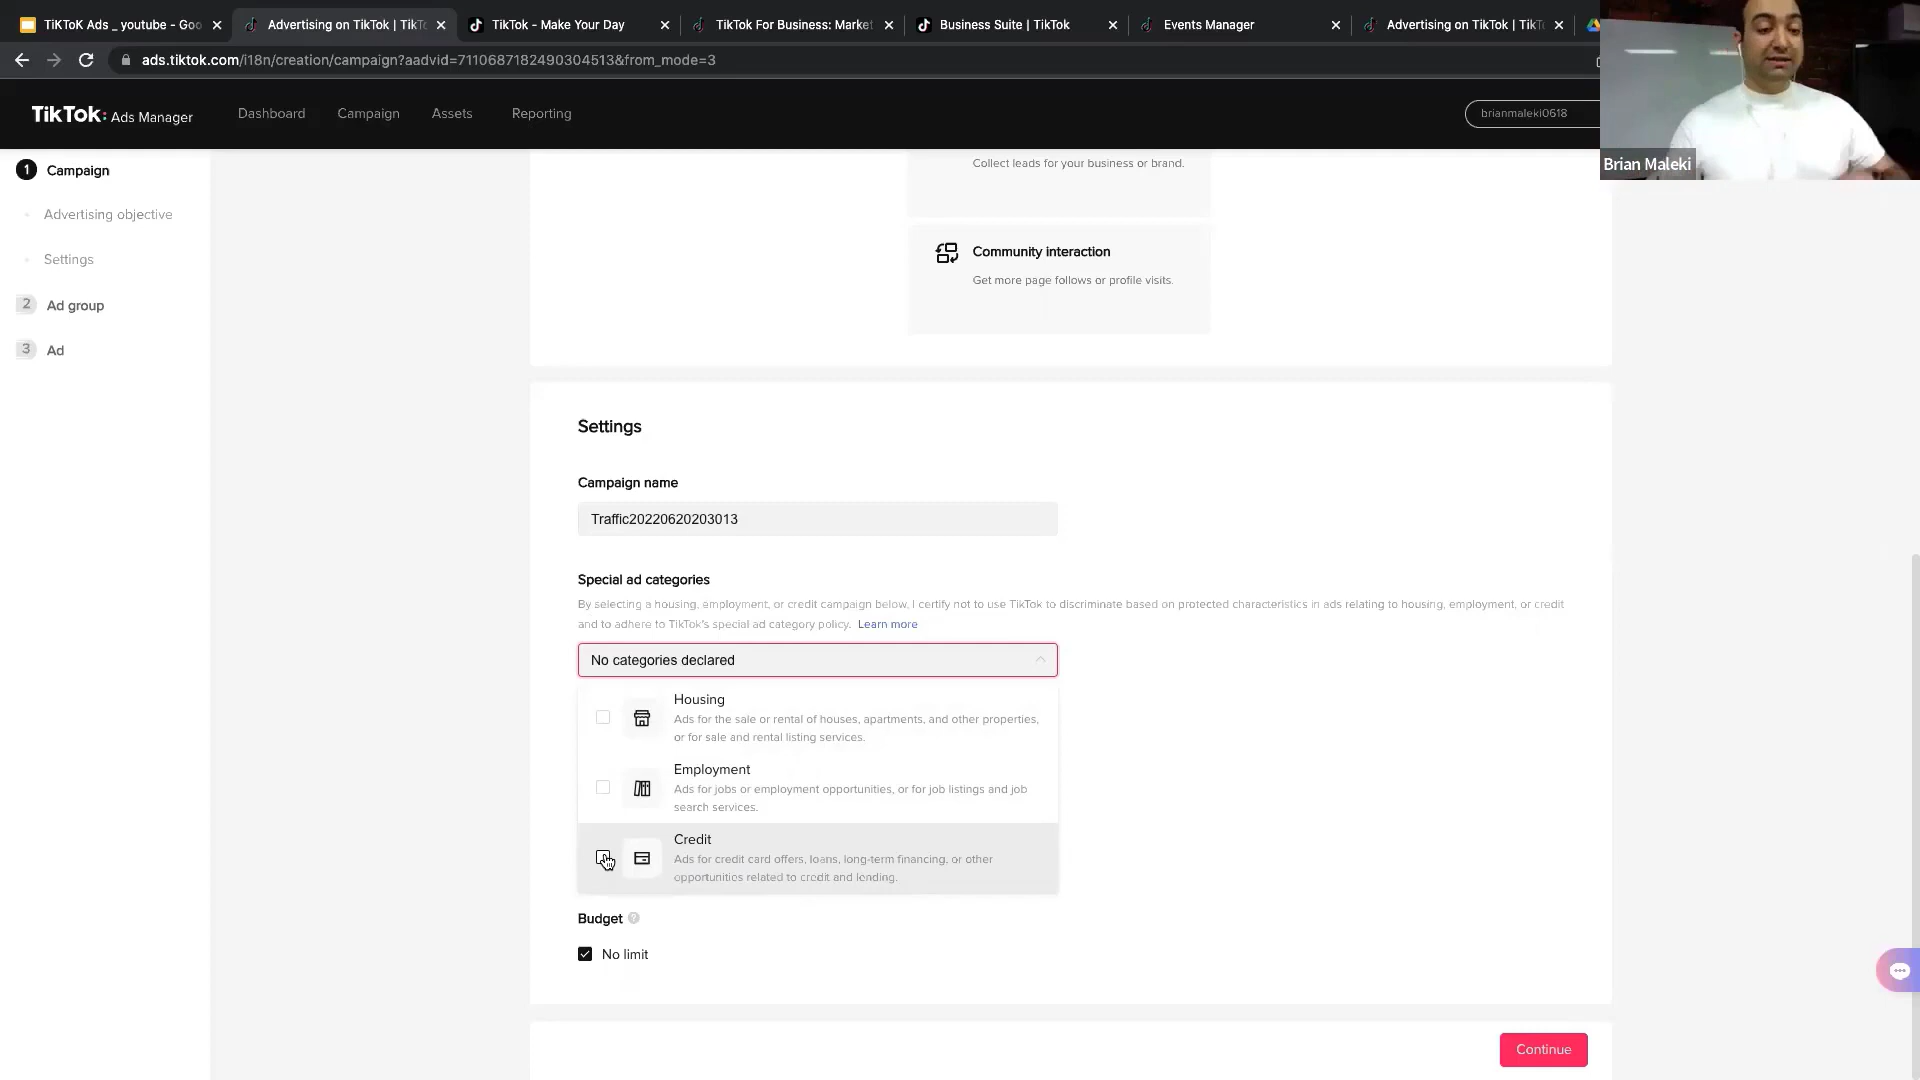 TiKToK Ads _ youtube - Goo
Advertising on TikTok | TikTo
TikTok - Make Your Day
TikTok For Business: Market
Business Suite | TikTok
Events Manager
Advertising on TikTok | TikTo
ads.tiktok.com/i18n/creation/campaign?aadvid=7110687182490304513&from_mode=3
TikTok: Ads Manager
Dashboard
Campaign
Assets
Reporting
brianmaleki0618
Brian Maleki
1 Campaign
Advertising objective
Settings
2 Ad group
3 Ad
Collect leads for your business or brand.
Community interaction
Get more page follows or profile visits.
Settings
Campaign name
Traffic20220620203013
Special ad categories
By selecting a housing, employment, or credit campaign below, I certify not to use TikTok to discriminate based on protected characteristics in ads relating to housing, employment, or credit
and to adhere to TikTok's special ad category policy. Learn more
No categories declared
Housing
Ads for the sale or rental of houses, apartments, and other properties,
or for sale and rental listing services.
Employment
Ads for jobs or employment opportunities, or for job listings and job
search services.
Credit
Ads for credit card offers, loans, long-term financing, or other
opportunities related to credit and lending.
Budget ?
No limit
Continue